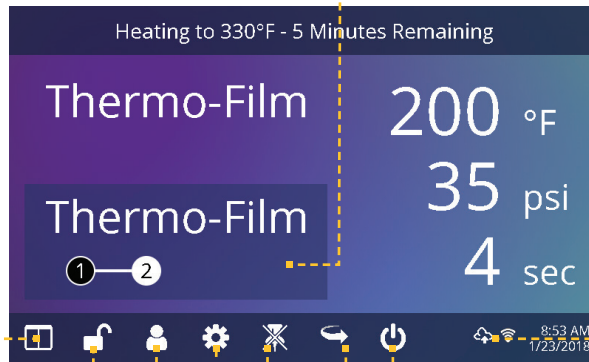 Heating to 330°F - 5 Minutes Remaining
Thermo-Film
200 °F
35 psi
Thermo-Film
1 2
4 sec
8:53 AM
1/23/2018